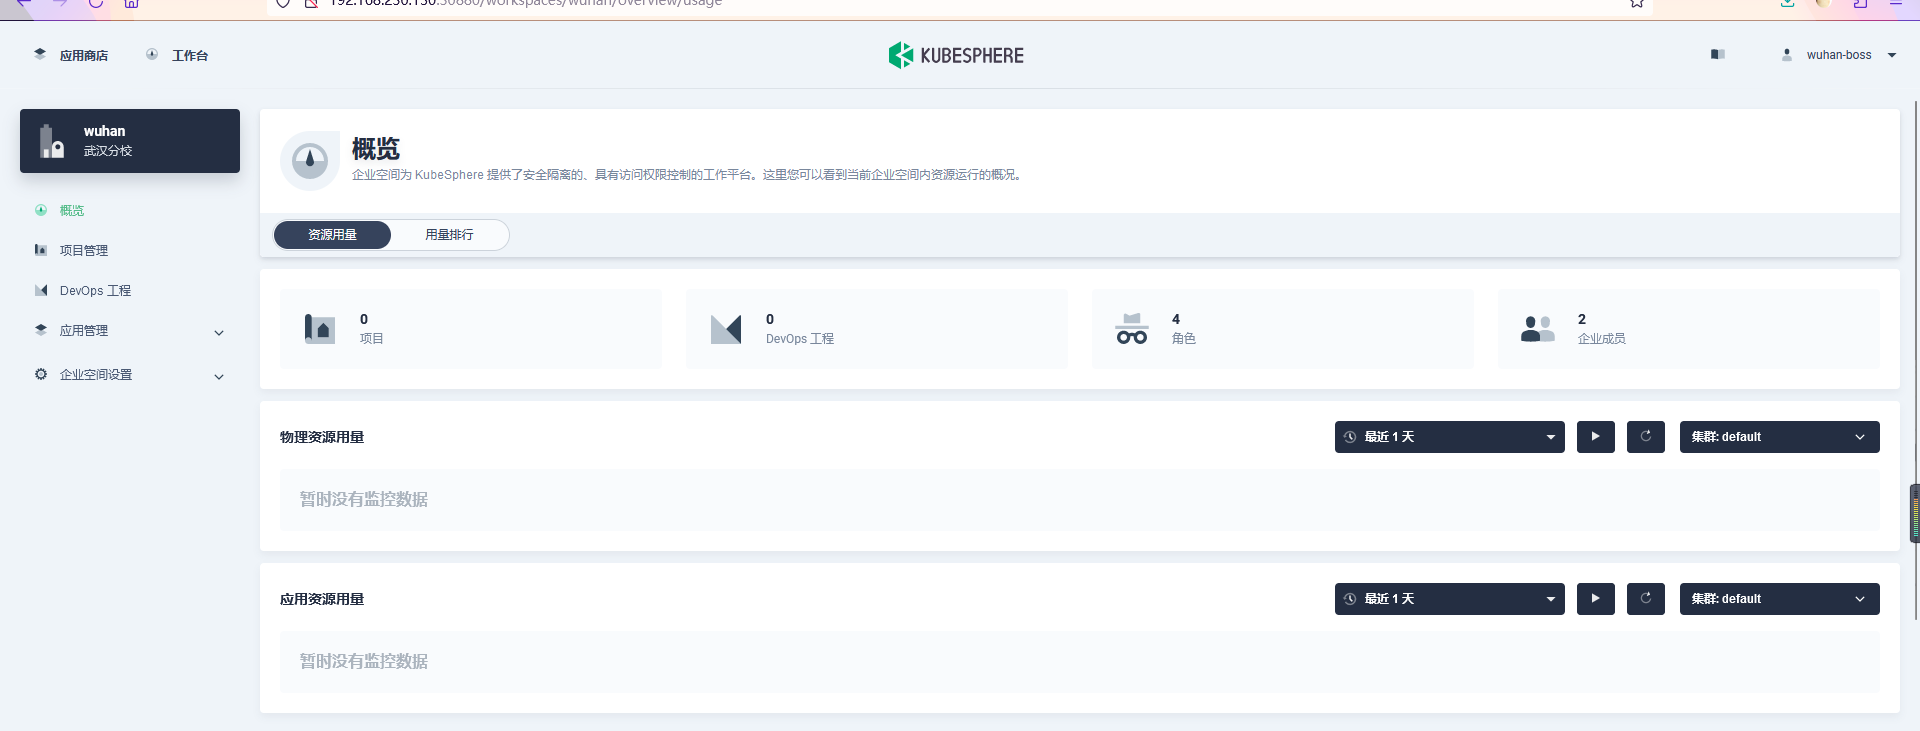 192.168.230.130:30880/workspaces/wuhan/overview/usage
应用商店
工作台
KUBESPHERE
wuhan-boss
wuhan
武汉分校
概览
项目管理
DevOps 工程
应用管理
企业空间设置
概览
企业空间为 KubeSphere 提供了安全隔离的、具有访问权限控制的工作平台。这里您可以看到当前企业空间内资源运行的概况。
资源用量
用量排行
0
项目
0
DevOps 工程
4
角色
2
企业成员
物理资源用量
最近 1 天
集群: default
暂时没有监控数据
应用资源用量
最近 1 天
集群: default
暂时没有监控数据